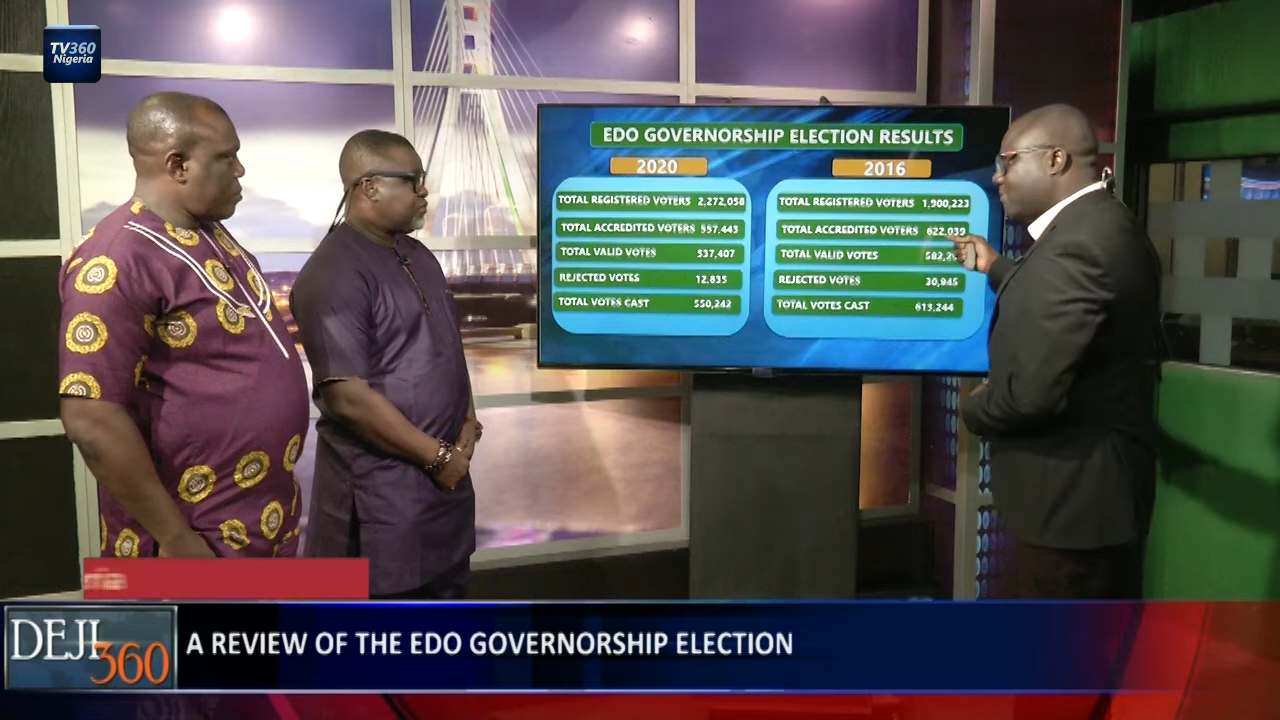 TV360
Nigeria
EDO GOVERNORSHIP ELECTION RESULTS
2020
TOTAL REGISTERED VOTERS 2,272,058
TOTAL ACCREDITED VOTERS 557,443
TOTAL VALID VOTES 537,407
REJECTED VOTES 12,835
TOTAL VOTES CAST 550,242
2016
TOTAL REGISTERED VOTERS 1,900,223
TOTAL ACCREDITED VOTERS 622,039
TOTAL VALID VOTES
REJECTED VOTES 30,945
TOTAL VOTES CAST 613,244
DEJI
360
A REVIEW OF THE EDO GOVERNORSHIP ELECTION